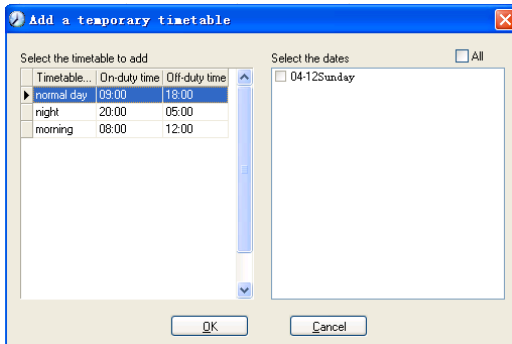 Add a temporary timetable
Select the timetable to add
Timetable... On-duty time Off-duty time
normal day 09:00 18:00
night 20:00 05:00
morning 08:00 12:00
Select the dates
All
04-12Sunday
OK
Cancel